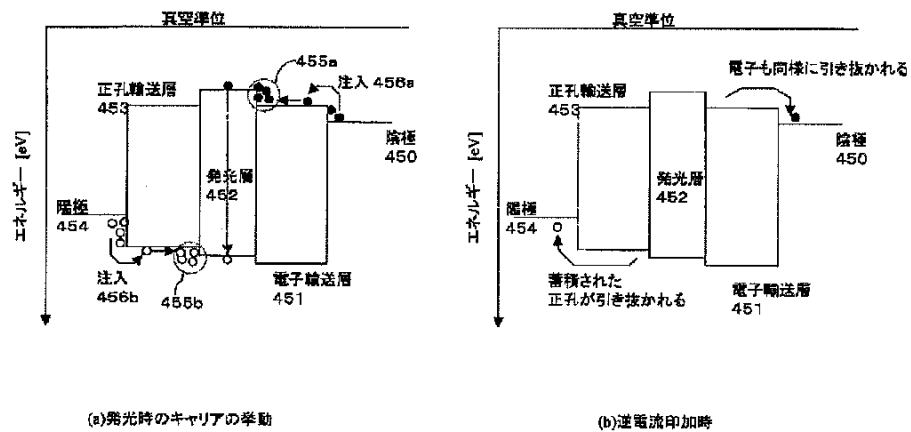 真空準位
455a
注入 456a
正孔輸送層
453
陰極
450
発光層
452
陽極
454
注入
456b
455b
電子輸送層
451
エネルギー [eV]
(a)発光時のキャリアの挙動
真空準位
電子も同様に引き抜かれる
正孔輸送層
453
陰極
450
発光層
452
陽極
454
蓄積された
正孔が引き抜かれる
電子輸送層
451
エネルギー [eV]
(b)逆電流印加時